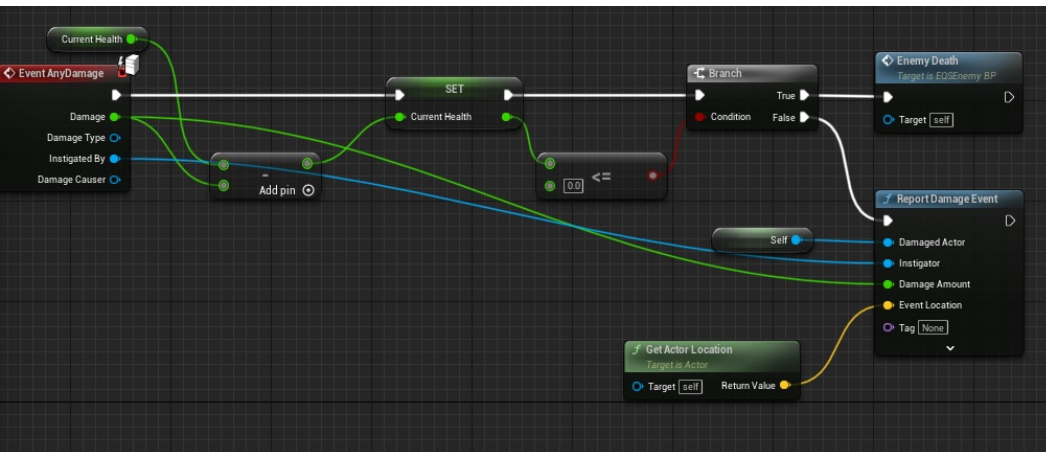 Current Health
Event AnyDamage
Damage
Damage Type
Instigated By
Damage Causer
-
Add pin
SET
Current Health
0.0
<=
Branch
True
Condition
False
Enemy Death
Target is EQSEnemy BP
Target self
Self
Report Damage Event
Damaged Actor
Instigator
Damage Amount
Event Location
Tag None
Get Actor Location
Target is Actor
Target self
Return Value